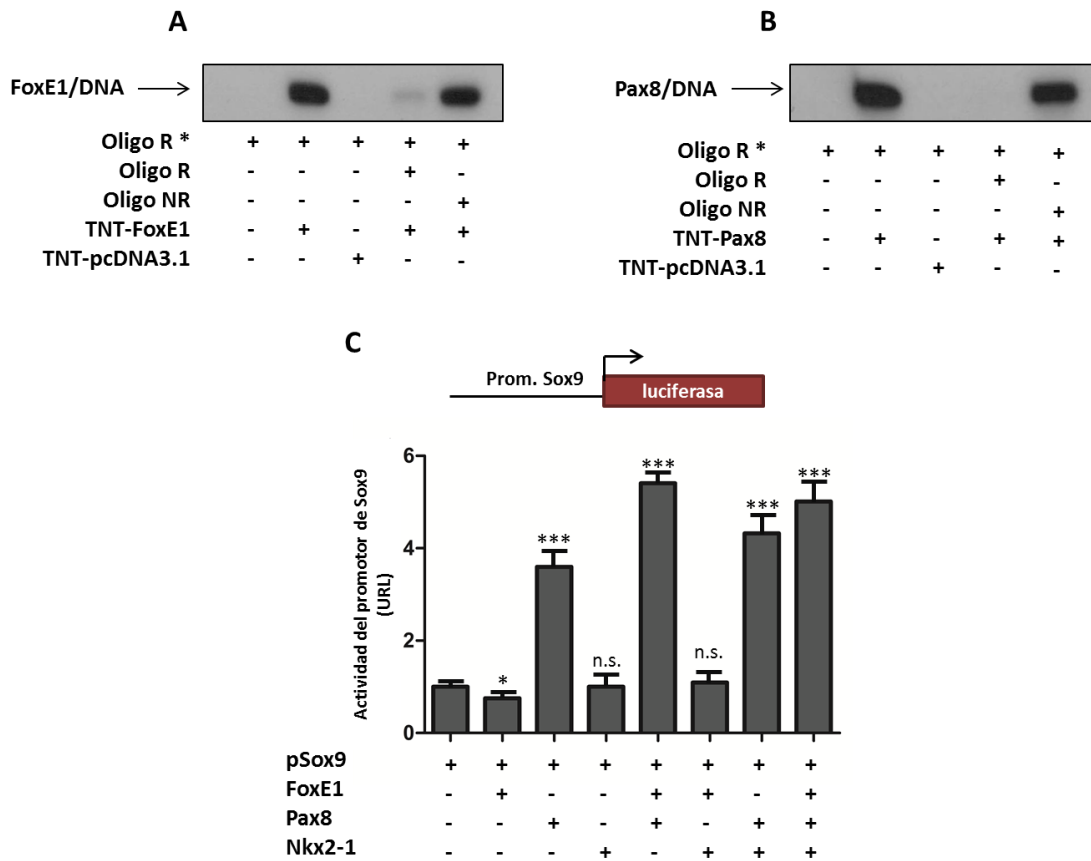 A
FoxE1/DNA
Oligo R * + + + + +
Oligo R - - - + -
Oligo NR - - - - +
TNT-FoxE1 - + - + +
TNT-pcDNA3.1 - - + - -
B
Pax8/DNA
Oligo R * + + + + +
Oligo R - - - + -
Oligo NR - - - - +
TNT-Pax8 - + - + +
TNT-pcDNA3.1 - - + - -
C
Prom. Sox9
luciferasa
Actividad del promotor de Sox9
(URL)
6
4
2
0
*
***
n.s.
***
n.s.
***
***
pSox9 + + + + + + + +
FoxE1 - + - - + + - +
Pax8 - - + - + - + +
Nkx2-1 - - - + - + + +